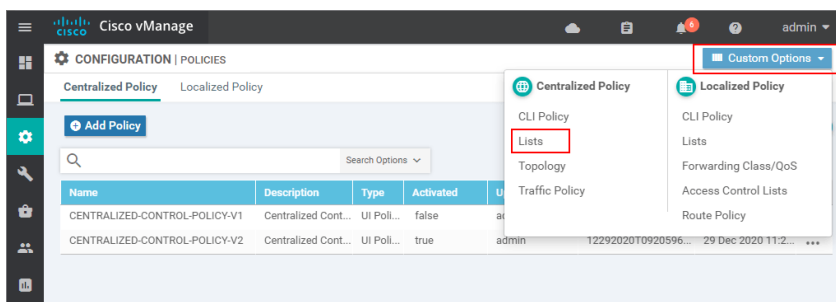 cisco Cisco vManage 6 admin
CONFIGURATION | POLICIES Custom Options
Centralized Policy Localized Policy
Add Policy
Search Options
Centralized Policy
CLI Policy
Lists
Topology
Traffic Policy
Localized Policy
CLI Policy
Lists
Forwarding Class/QoS
Access Control Lists
Route Policy
Name Description Type Activated
CENTRALIZED-CONTROL-POLICY-V1 Centralized Cont... UI Poli... false
CENTRALIZED-CONTROL-POLICY-V2 Centralized Cont... UI Poli... true admin 12292020T0920596... 29 Dec 2020 11:2... ...